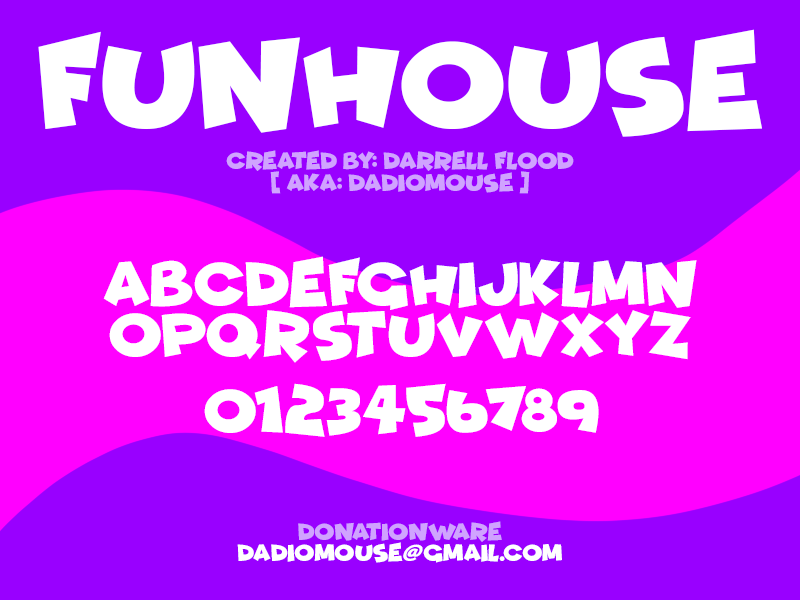 FUNHOUSE
CREATED BY: DARRELL FLOOD
[ AKA: DADIOMOUSE ]
ABCDEFGHIJKLMN
OPQRSTUVWXYZ
0123456789
DONATIONWARE
DADIOMOUSE@GMAIL.COM